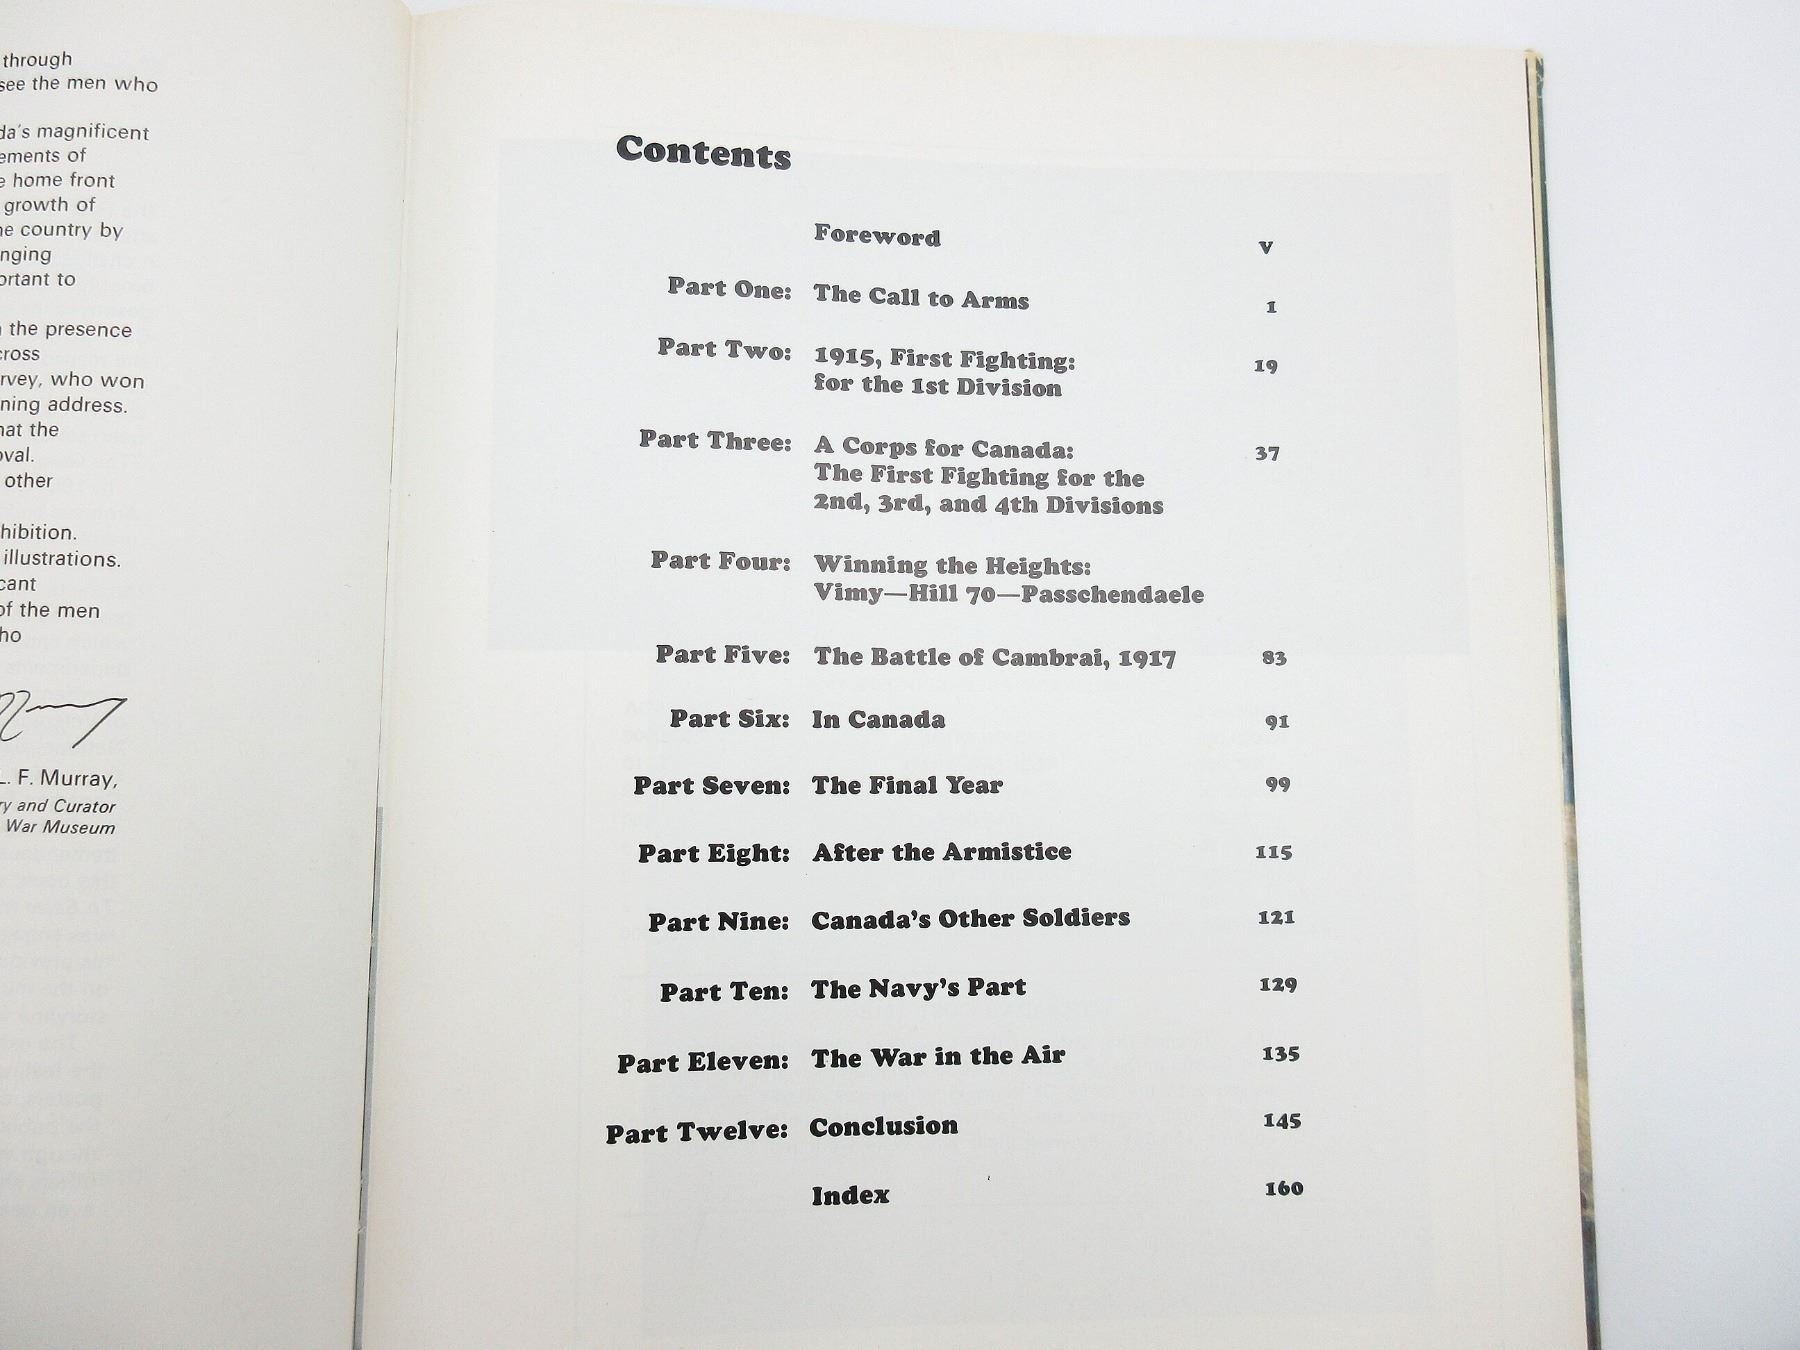 through
see the men who
da's magnificent
ements of
e home front
growth of
ne country by
nging
ortant to
the presence
cross
rvey, who won
ning address.
hat the
oval.
other
hibition.
illustrations.
cant
of the men
ho
L. F. Murray,
ry and Curator
War Museum
Contents
Foreword v
Part One: The Call to Arms 1
Part Two: 1915, First Fighting: 19
for the 1st Division
Part Three: A Corps for Canada: 37
The First Fighting for the
2nd, 3rd, and 4th Divisions
Part Four: Winning the Heights:
Vimy—Hill 70—Passchendaele
Part Five: The Battle of Cambrai, 1917 83
Part Six: In Canada 91
Part Seven: The Final Year 99
Part Eight: After the Armistice 115
Part Nine: Canada's Other Soldiers 121
Part Ten: The Navy's Part 129
Part Eleven: The War in the Air 135
Part Twelve: Conclusion 145
Index 160